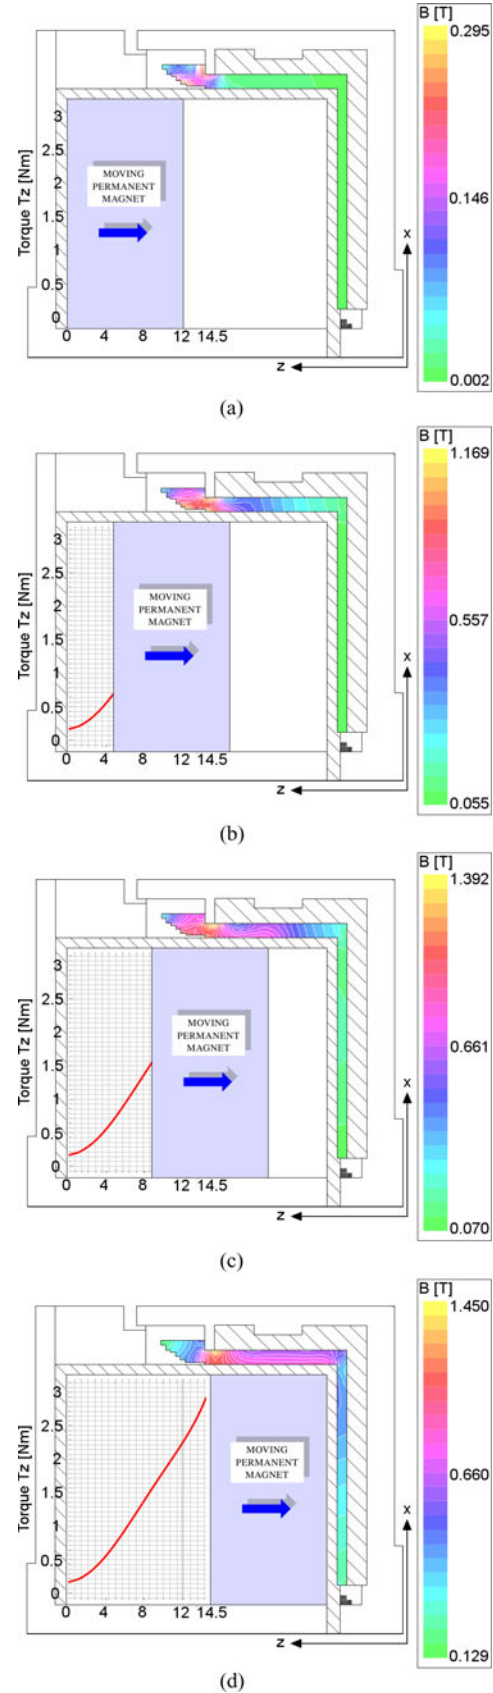 B [T]
0.295
0.146
0.002
Torque Tz [Nm]
3
2.5
2
1.5
1
0.5
0
MOVING
PERMANENT
MAGNET
0 4 8 12 14.5
x
z
(a)
B [T]
1.169
0.557
0.055
Torque Tz [Nm]
3
2.5
2
1.5
1
0.5
0
MOVING
PERMANENT
MAGNET
0 4 8 12 14.5
x
z
(b)
B [T]
1.392
0.661
0.070
Torque Tz [Nm]
3
2.5
2
1.5
1
0.5
0
MOVING
PERMANENT
MAGNET
0 4 8 12 14.5
x
z
(c)
B [T]
1.450
0.660
0.129
Torque Tz [Nm]
3
2.5
2
1.5
1
0.5
0
MOVING
PERMANENT
MAGNET
0 4 8 12 14.5
x
z
(d)